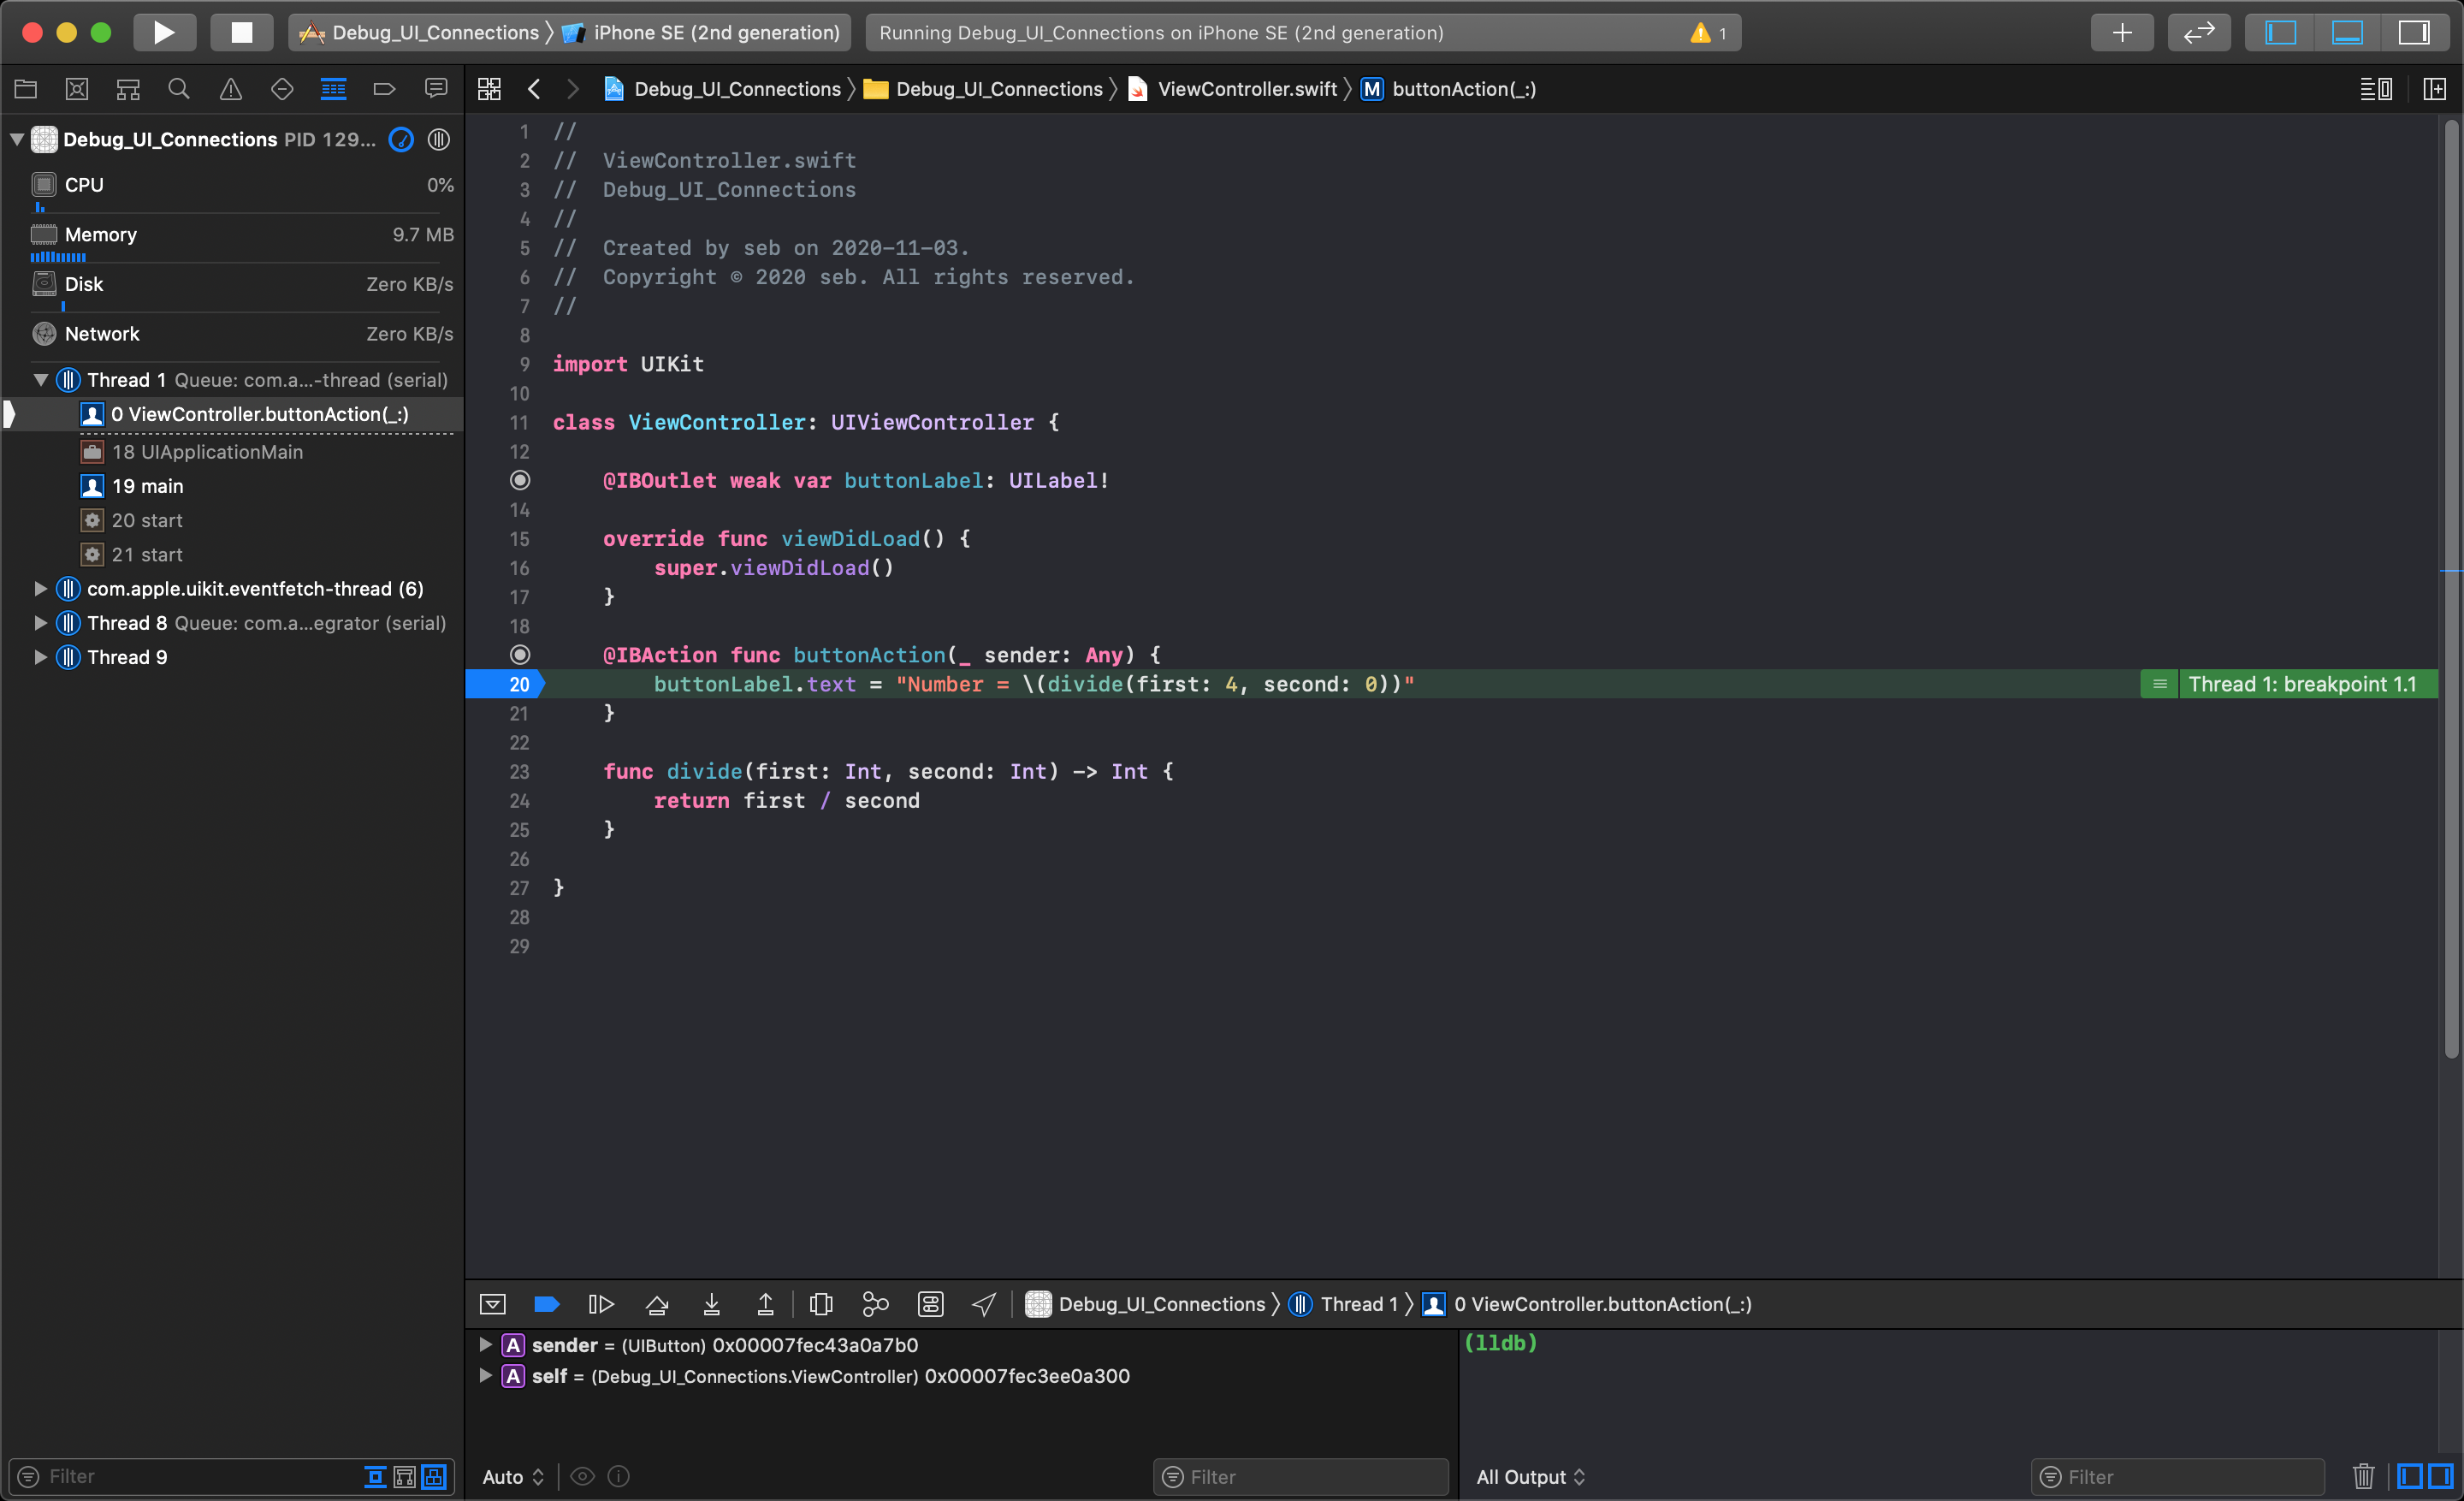 Debug_UI_Connections
iPhone SE (2nd generation)
Running Debug_UI_Connections on iPhone SE (2nd generation)
1
Debug_UI_Connections PID 129...
CPU 0%
Memory 9.7 MB
Disk Zero KB/s
Network Zero KB/s
Thread 1 Queue: com.a...-thread (serial)
0 ViewController.buttonAction(_:)
18 UIApplicationMain
19 main
20 start
21 start
com.apple.uikit.eventfetch-thread (6)
Thread 8 Queue: com.a...egrator (serial)
Thread 9
Filter
Debug_UI_Connections
Debug_UI_Connections
ViewController.swift
M buttonAction(_:)
1 //
2 //  ViewController.swift
3 //  Debug_UI_Connections
4 //
5 //  Created by seb on 2020-11-03.
6 //  Copyright © 2020 seb. All rights reserved.
7 //
8
9 import UIKit
10
11 class ViewController: UIViewController {
12
@IBOutlet weak var buttonLabel: UILabel!
14
15 override func viewDidLoad() {
16 super.viewDidLoad()
17 }
18
@IBAction func buttonAction(_ sender: Any) {
20 buttonLabel.text = "Number = \(divide(first: 4, second: 0))"
Thread 1: breakpoint 1.1
21 }
22
23 func divide(first: Int, second: Int) -> Int {
24 return first / second
25 }
26
27 }
28
29
Debug_UI_Connections
Thread 1
0 ViewController.buttonAction(_:)
A sender = (UIButton) 0x00007fec43a0a7b0
A self = (Debug_UI_Connections.ViewController) 0x00007fec3ee0a300
Auto
Filter
(lldb)
All Output
Filter